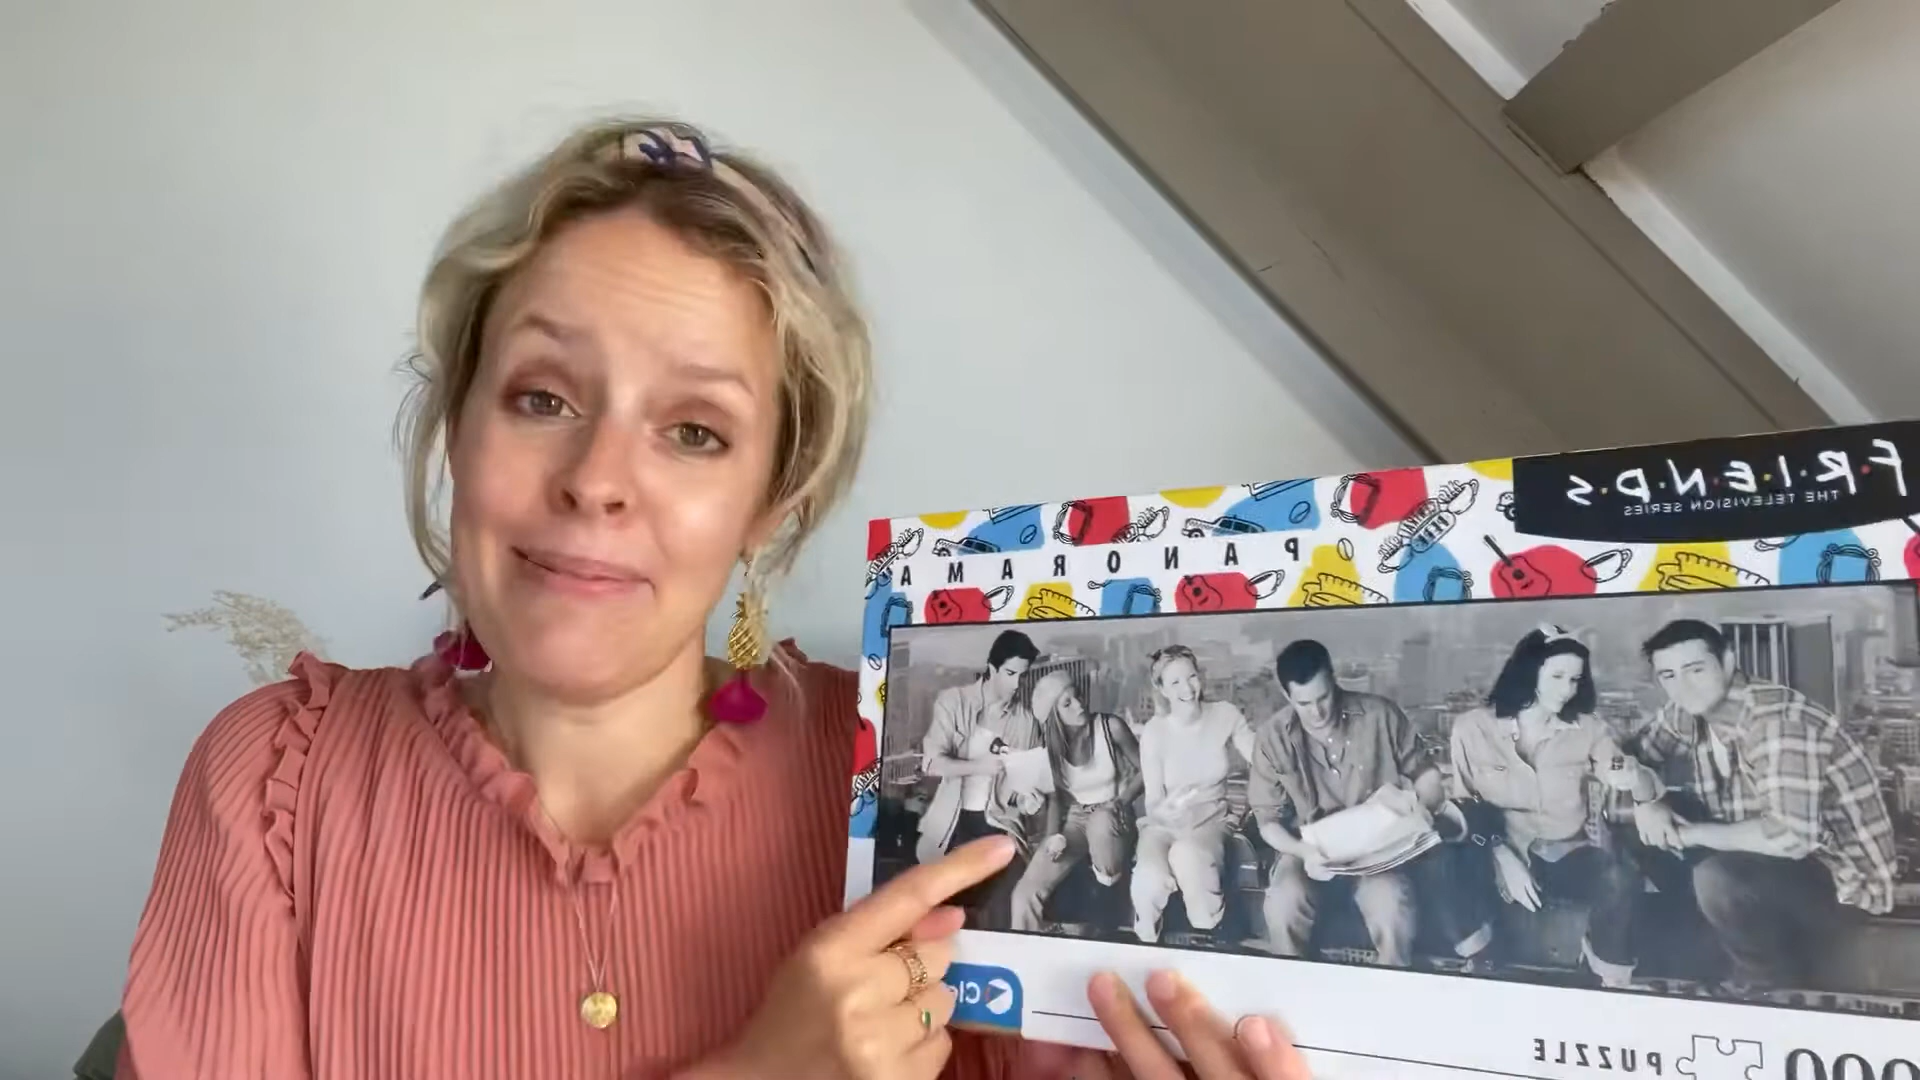 F·R·I·E·N·D·S
THE TELEVISION SERIES
PANORAMA
PUZZLE